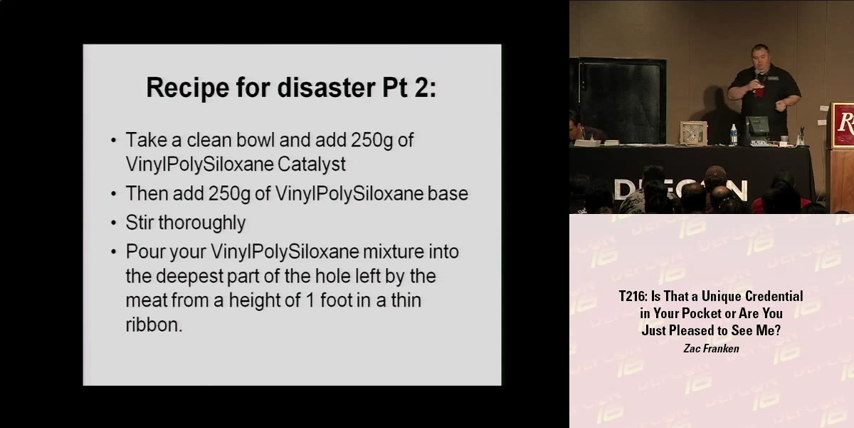 Recipe for disaster Pt 2:
• Take a clean bowl and add 250g of
VinylPolySiloxane Catalyst
• Then add 250g of VinylPolySiloxane base
• Stir thoroughly
• Pour your VinylPolySiloxane mixture into
the deepest part of the hole left by the
meat from a height of 1 foot in a thin
ribbon.
T216: Is That a Unique Credential
in Your Pocket or Are You
Just Pleased to See Me?
Zac Franken